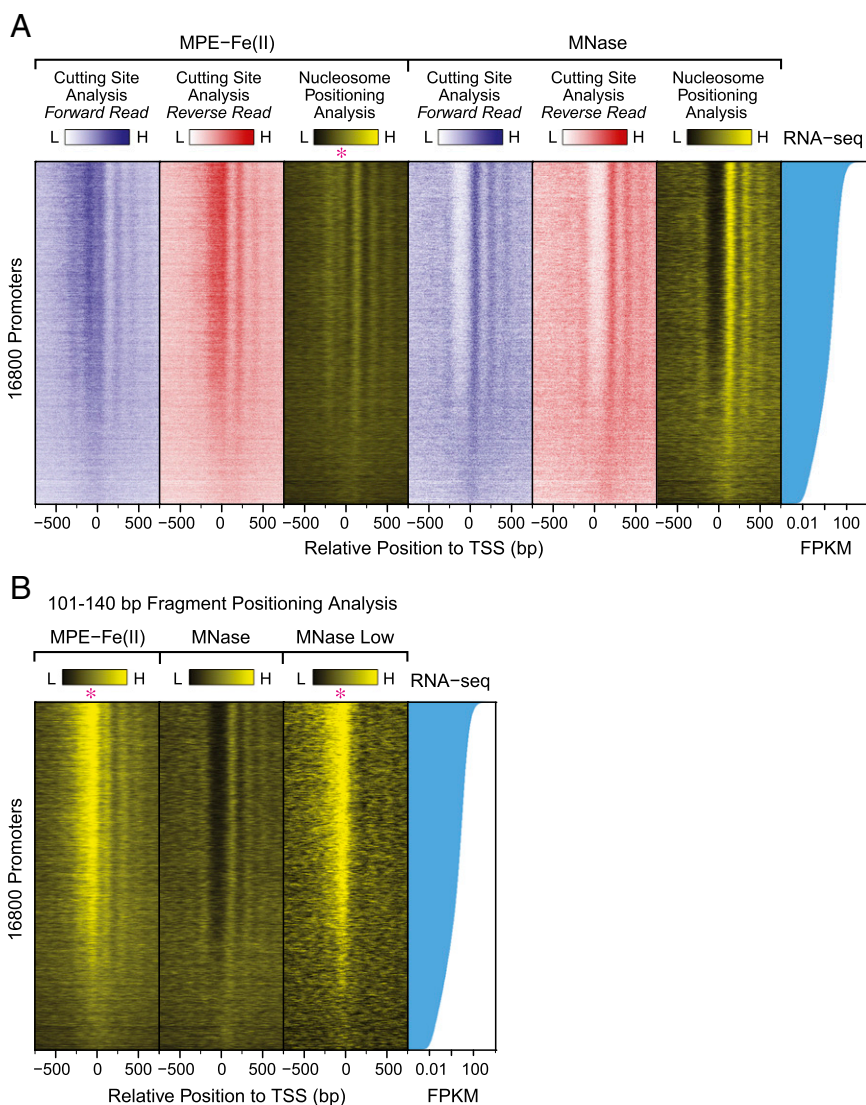 A
MPE−Fe(II)
MNase
Cutting Site
Analysis
Forward Read
Cutting Site
Analysis
Reverse Read
Nucleosome
Positioning
Analysis
Cutting Site
Analysis
Forward Read
Cutting Site
Analysis
Reverse Read
Nucleosome
Positioning
Analysis
L H L H L H L H L H L H RNA−seq
*
16800 Promoters
−500 0 500 −500 0 500 −500 0 500 −500 0 500 −500 0 500 −500 0 500 0.01 100
Relative Position to TSS (bp) FPKM
B
101-140 bp Fragment Positioning Analysis
MPE−Fe(II) MNase MNase Low
L H L H L H RNA−seq
* *
16800 Promoters
−500 0 500 −500 0 500 −500 0 500 0.01 100
Relative Position to TSS (bp) FPKM